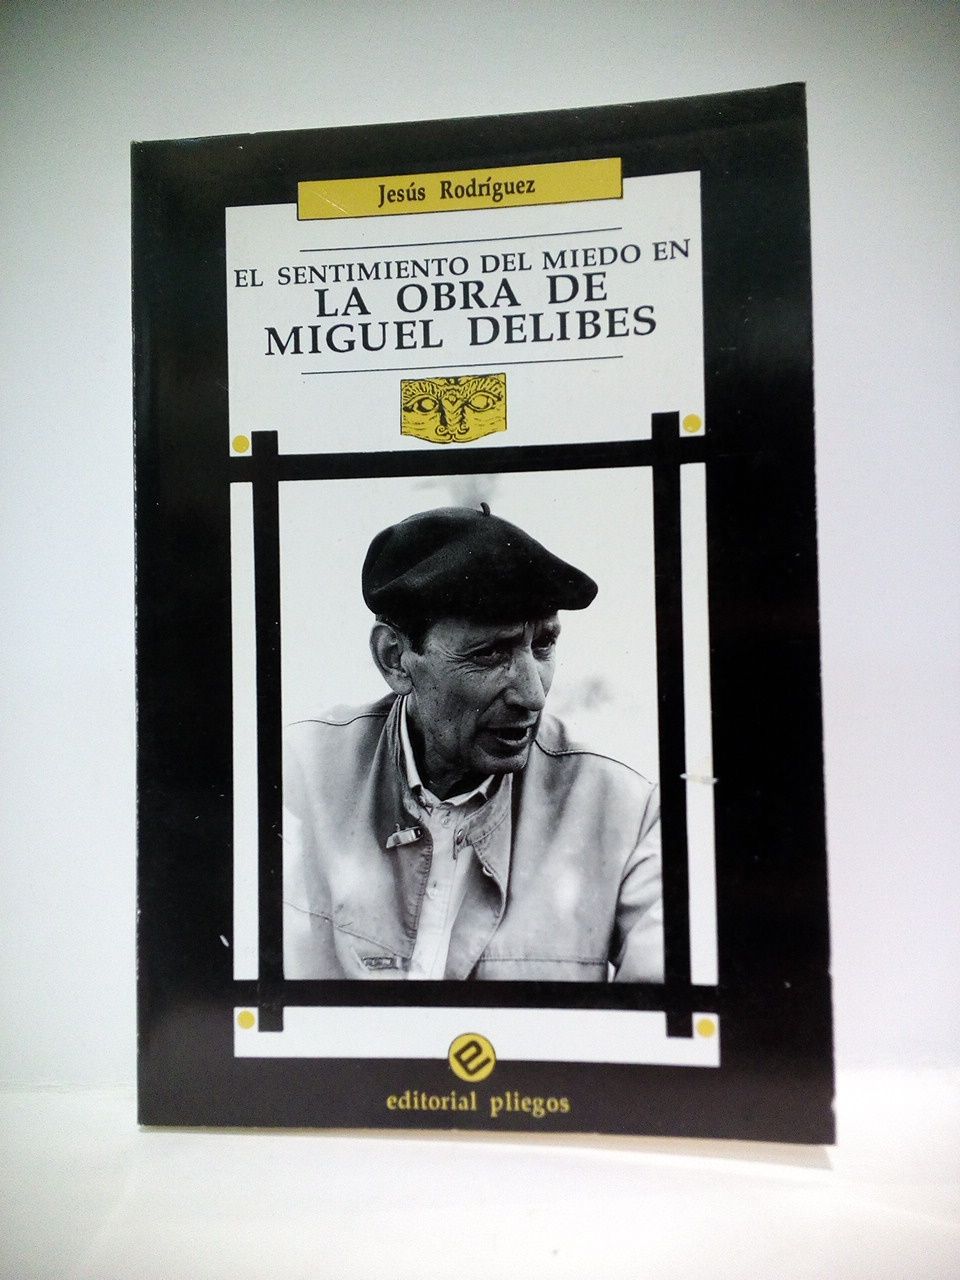 Jesús Rodríguez
EL SENTIMIENTO DEL MIEDO EN
LA OBRA DE
MIGUEL DELIBES
editorial pliegos